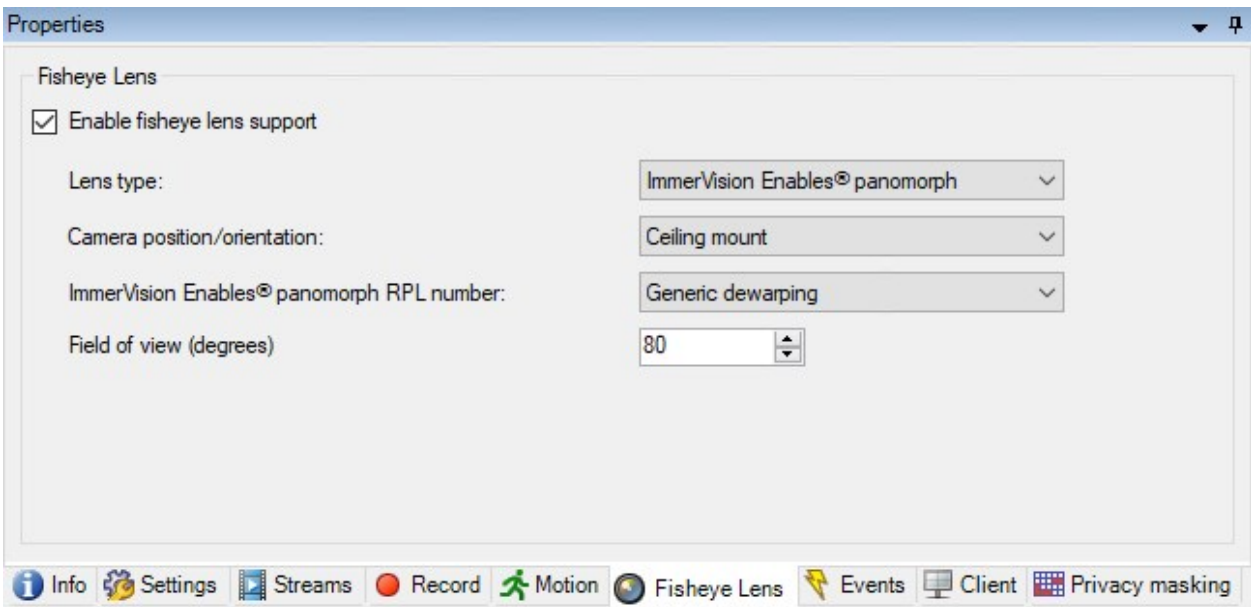 Properties
Fisheye Lens
Enable fisheye lens support
Lens type: ImmerVision Enables® panomorph
Camera position/orientation: Ceiling mount
ImmerVision Enables® panomorph RPL number: Generic dewarping
Field of view (degrees) 80
Info Settings Streams Record Motion Fisheye Lens Events Client Privacy masking